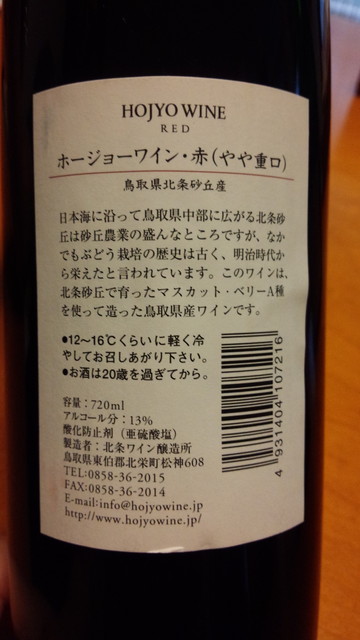 HOJYO WINE
RED
ホージョーワイン・赤(やや重口)
鳥取県北条砂丘産
日本海に沿って鳥取県中部に広がる北条砂
丘は砂丘農業の盛んなところですが、なか
でもぶどう栽培の歴史は古く、明治時代か
ら栄えたと言われています。このワインは、
北条砂丘で育ったマスカット・ベリーA種
を使って造った鳥取県産ワインです。
●12〜16℃くらいに軽く冷
やしてお召しあがり下さい。
●お酒は20歳を過ぎてから。
容量：720ml
アルコール分：13%
酸化防止剤（亜硫酸塩）
製造者：北条ワイン醸造所
鳥取県東伯郡北栄町松神608
TEL:0858-36-2015
FAX:0858-36-2014
E-mail:info@hojyowine.jp
http://www.hojyowine.jp/
4 931404 107216